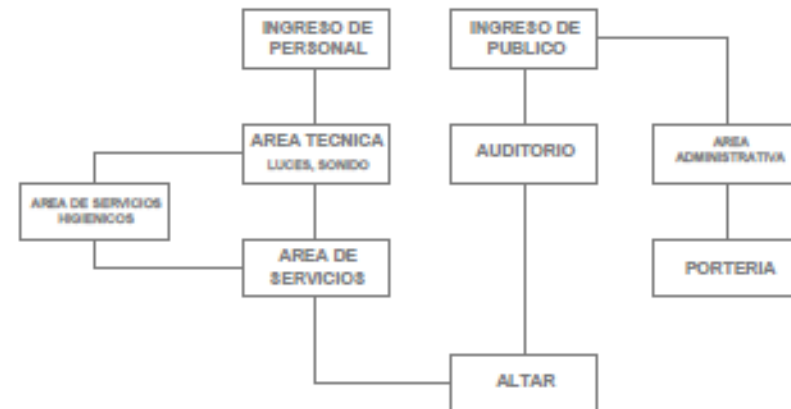 INGRESO DE
PERSONAL
INGRESO DE
PUBLICO
AREA TECNICA
LUCES, SONIDO
AUDITORIO
AREA
ADMINISTRATIVA
AREA DE SERVICIOS
HIGIENICOS
AREA DE
SERVICIOS
PORTERIA
ALTAR